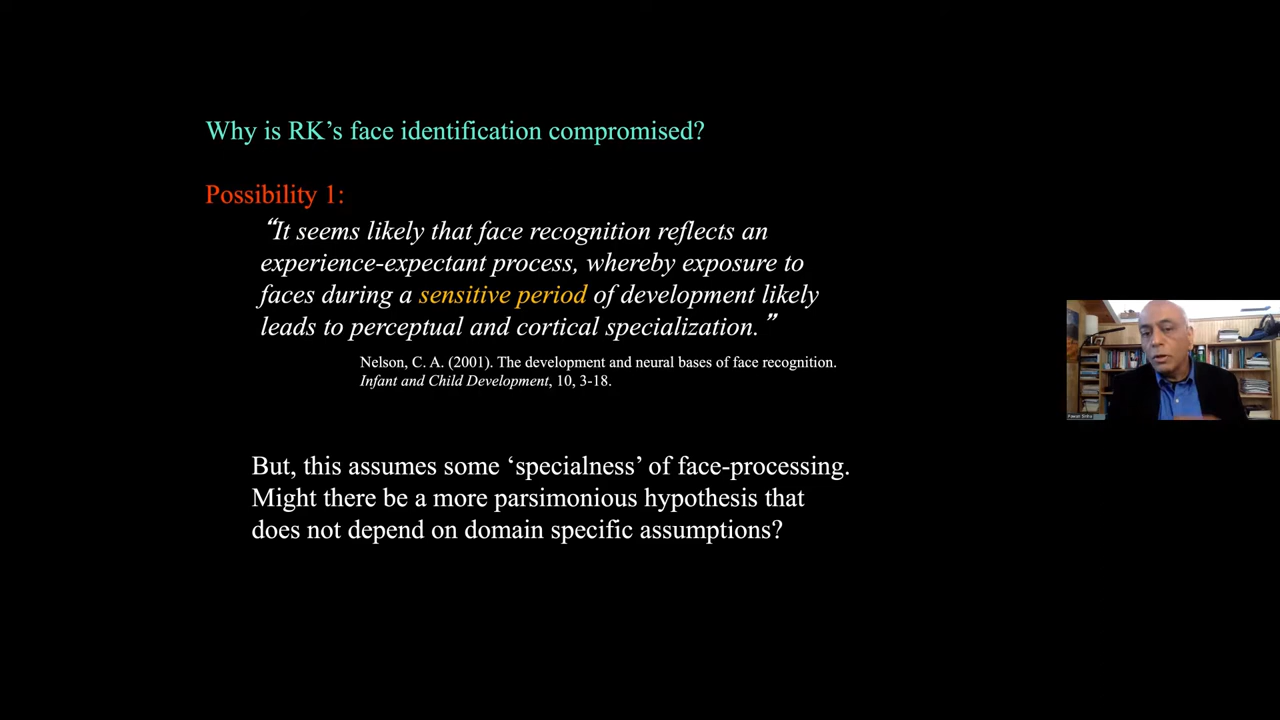 Why is RK’s face identification compromised?
Possibility 1:
“It seems likely that face recognition reflects an
experience-expectant process, whereby exposure to
faces during a sensitive period of development likely
leads to perceptual and cortical specialization.”
Nelson, C. A. (2001). The development and neural bases of face recognition.
Infant and Child Development, 10, 3-18.
But, this assumes some ‘specialness’ of face-processing.
Might there be a more parsimonious hypothesis that
does not depend on domain specific assumptions?
Pawan Sinha